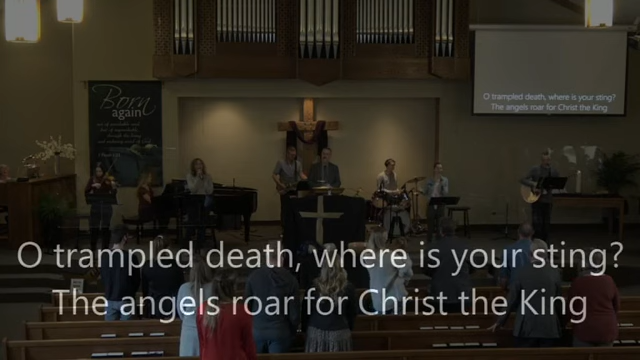 Born
again
O trampled death, where is your sting?
The angels roar for Christ the King
O trampled death, where is your sting?
The angels roar for Christ the King